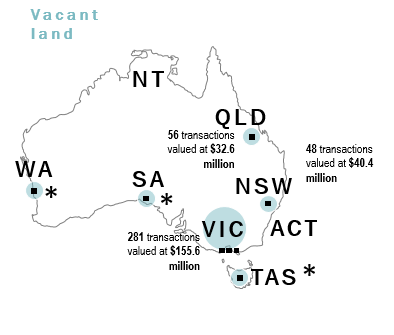 Vacant
land
NT
QLD
56 transactions
valued at $32.6
million
48 transactions
valued at $40.4
million
WA
*
SA
*
NSW
VIC
ACT
281 transactions
valued at $155.6
million
TAS *